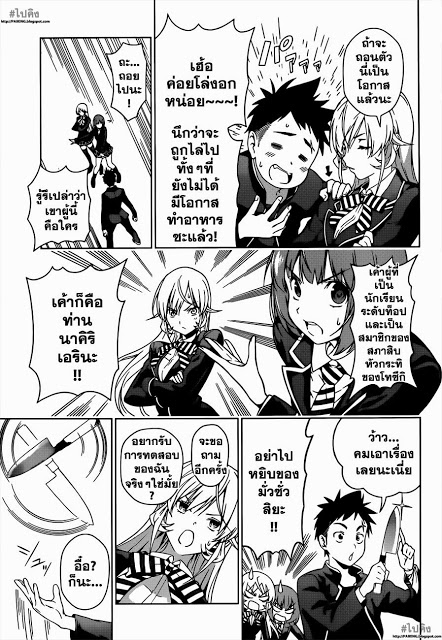 #ไปคิง
http://PAIKING.blogspot.com
ถ้าจะ
ถอนตัว
นี่เป็น
โอกาส
แล้วนะ
เฮ้อ
ค่อยโล่งอก
หน่อย~~~!
นึกว่าจะ
ถูกไล่ไป
ทั้งๆที่
ยังไม่ได้
มีโอกาส
ทำอาหาร
ซะแล้ว!
ถะ...
ถอย
ไปนะ
!
รู้รึเปล่าว่า
เขาผู้นี้
คือใคร
เค้าผู้ที่
เป็น
นักเรียน
ระดับท็อป
และเป็น
สมาชิกของ
สภาสิบ
หัวกระทิ
ของโทซึกิ
เค้าก็คือ
ท่าน
นาคิริ
เอรินะ
!!
ว้าว...
คมเอาเรื่อง
เลยนะเนี่ย
อย่าไป
หยิบของ
มั่วซั่ว
สิยะ
!
จะขอ
ถาม
อีกครั้ง
อยากรับ
การทดสอบ
ของฉัน
จริงๆใช่มั้ย
?
อื๋อ?
ก็นะ...
#ไปคิง
http://PAIKING.blogspot.com